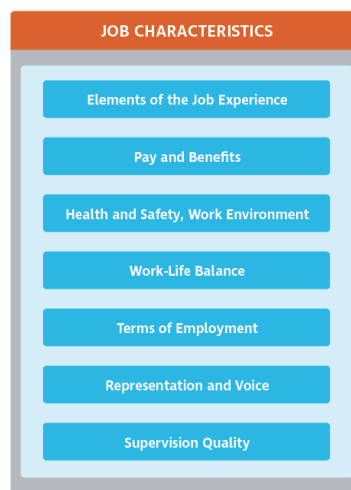 JOB CHARACTERISTICS
Elements of the Job Experience
Pay and Benefits
Health and Safety, Work Environment
Work-Life Balance
Terms of Employment
Representation and Voice
Supervision Quality